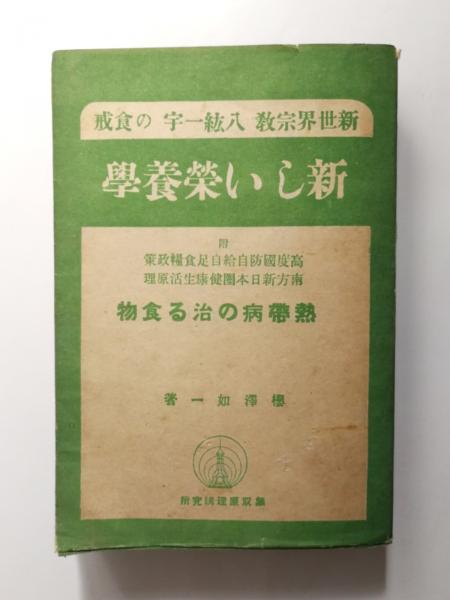 新世界宗教 八紘一宇 の食戒
新しい榮養學
附
高度國防自給自足食糧政策
南方新日本圈健康生活原理
熱帶病の治る食物
櫻澤如一 著
無双原理講究所